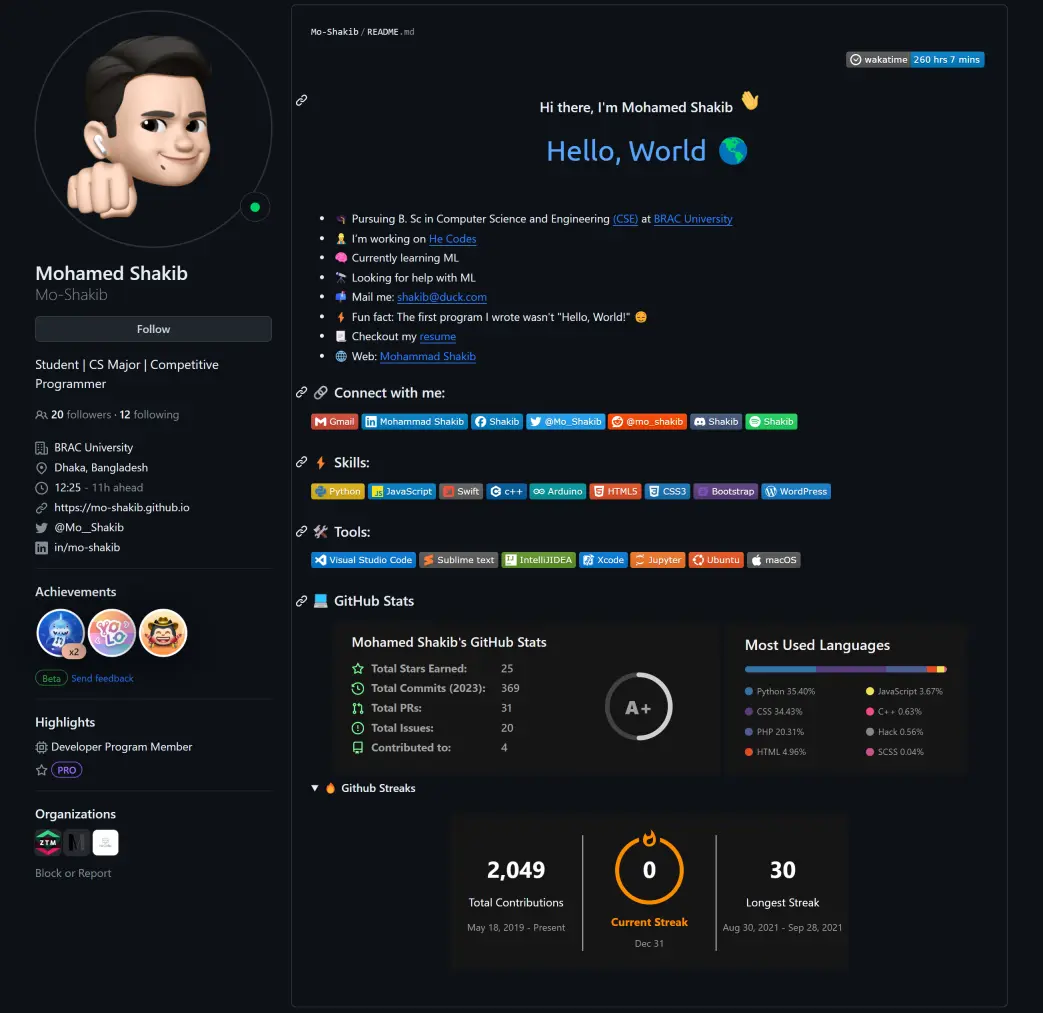 Mohamed Shakib
Mo-Shakib
Follow
Student | CS Major | Competitive
Programmer
20 followers · 12 following
BRAC University
Dhaka, Bangladesh
12:25 - 11h ahead
https://mo-shakib.github.io
@Mo__Shakib
in/mo-shakib
Achievements
YOLO
x2
Beta Send feedback
Highlights
Developer Program Member
PRO
Organizations
ZTM M
Block or Report
Mo-Shakib / README.md
wakatime 260 hrs 7 mins
Hi there, I'm Mohamed Shakib
Hello, World
Pursuing B. Sc in Computer Science and Engineering (CSE) at BRAC University
I'm working on He Codes
Currently learning ML
Looking for help with ML
Mail me: shakib@duck.com
Fun fact: The first program I wrote wasn't "Hello, World!"
Checkout my resume
Web: Mohammad Shakib
Connect with me:
Gmail Mohammad Shakib Shakib @Mo_Shakib @mo_shakib Shakib Shakib
Skills:
Python JavaScript Swift c++ Arduino HTML5 CSS3 Bootstrap WordPress
Tools:
Visual Studio Code Sublime text IntelliJIDEA Xcode Jupyter Ubuntu macOS
GitHub Stats
Mohamed Shakib's GitHub Stats
Total Stars Earned: 25
Total Commits (2023): 369
Total PRs: 31
Total Issues: 20
Contributed to: 4
A+
Most Used Languages
Python 35.40% JavaScript 3.67%
CSS 34.43% C++ 0.63%
PHP 20.31% Hack 0.56%
HTML 4.96% SCSS 0.04%
Github Streaks
2,049 0 30
Total Contributions Current Streak Longest Streak
May 18, 2019 - Present Dec 31 Aug 30, 2021 - Sep 28, 2021